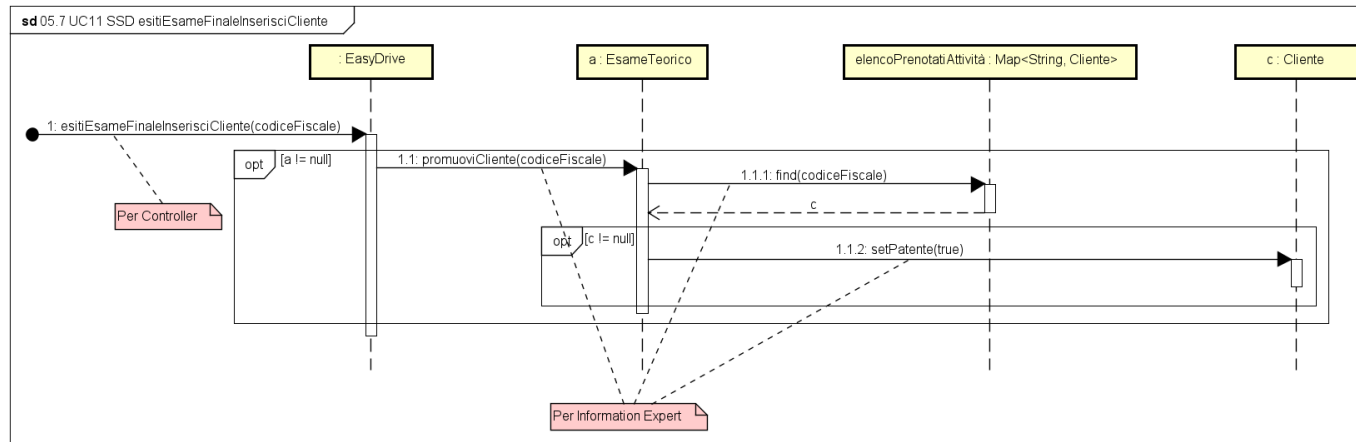 sd 05.7 UC11 SSD esitiEsameFinaleInserisciCliente
: EasyDrive
a : EsameTeorico
elencoPrenotatiAttività : Map<String, Cliente>
c : Cliente
1: esitiEsameFinaleInserisciCliente(codiceFiscale)
opt
[a != null]
1.1: promuoviCliente(codiceFiscale)
1.1.1: find(codiceFiscale)
c
Per Controller
opt
[c != null]
1.1.2: setPatente(true)
Per Information Expert